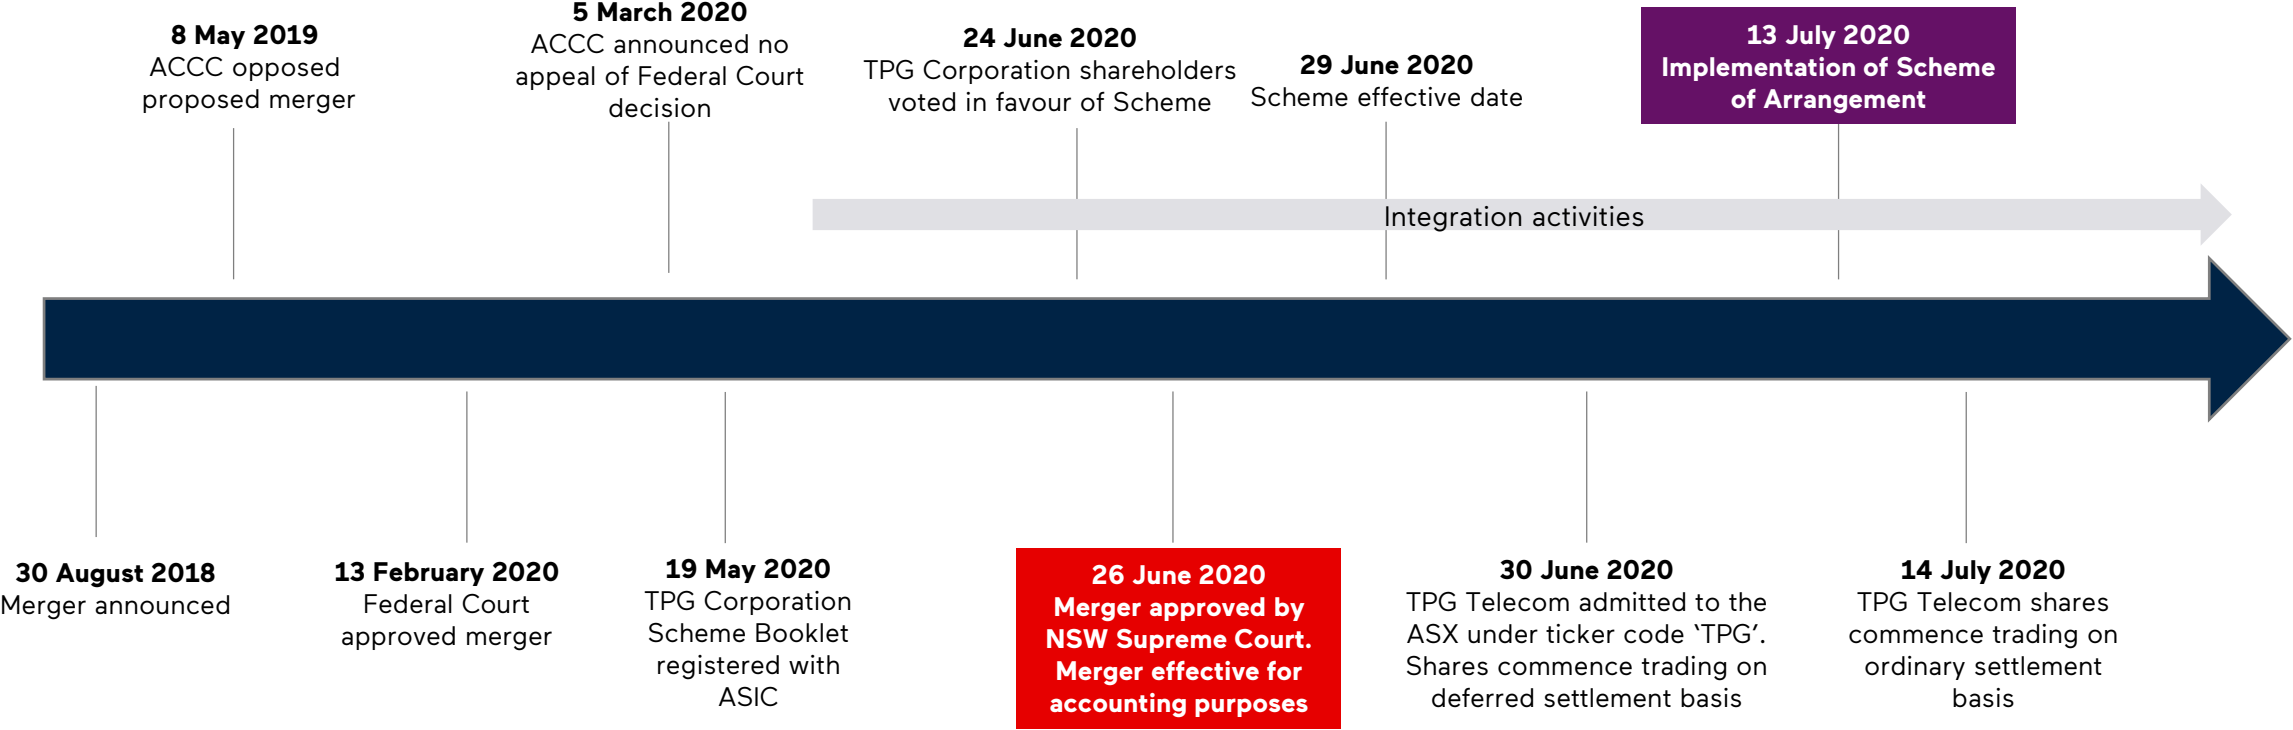 8 May 2019
ACCC opposed
proposed merger
5 March 2020
ACCC announced no
appeal of Federal Court
decision
24 June 2020
TPG Corporation shareholders
voted in favour of Scheme
29 June 2020
Scheme effective date
13 July 2020
Implementation of Scheme
of Arrangement
Integration activities
30 August 2018
Merger announced
13 February 2020
Federal Court
approved merger
19 May 2020
TPG Corporation
Scheme Booklet
registered with
ASIC
26 June 2020
Merger approved by
NSW Supreme Court.
Merger effective for
accounting purposes
30 June 2020
TPG Telecom admitted to the
ASX under ticker code ‘TPG’.
Shares commence trading on
deferred settlement basis
14 July 2020
TPG Telecom shares
commence trading on
ordinary settlement
basis